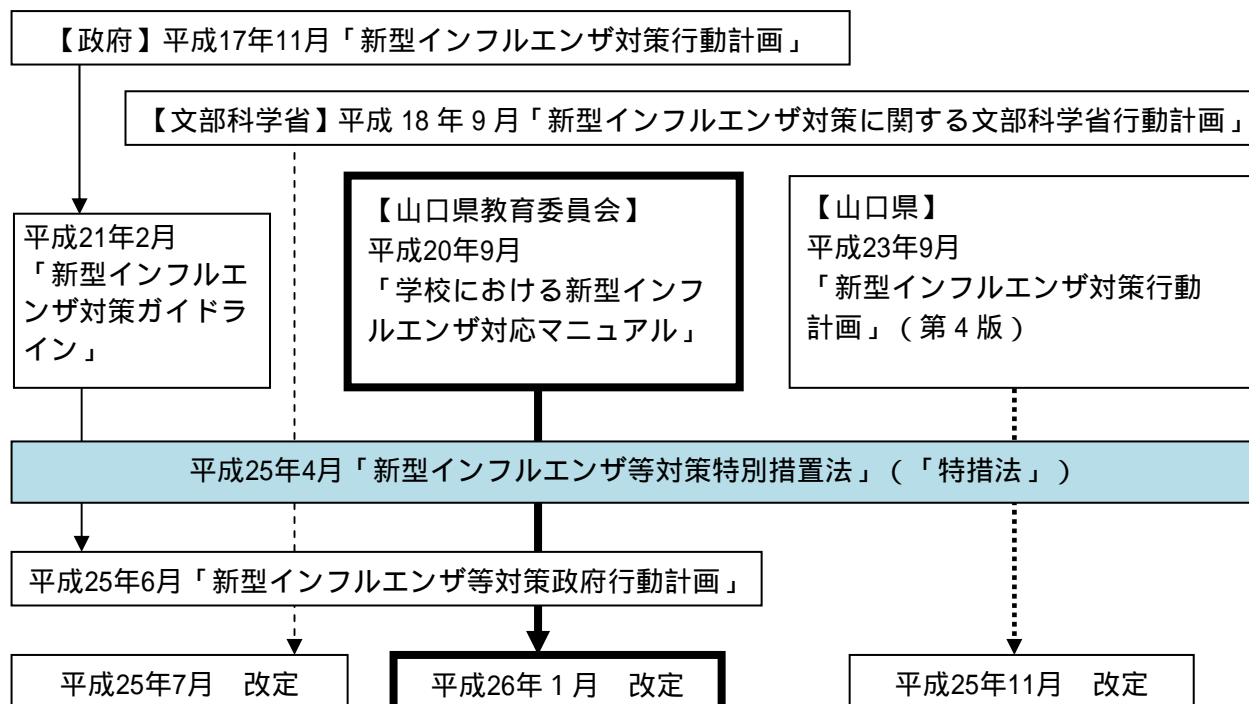 【政府】平成17年11月「新型インフルエンザ対策行動計画」
【文部科学省】平成 18 年 9 月「新型インフルエンザ対策に関する文部科学省行動計画」
平成21年2月
「新型インフルエ
ンザ対策ガイドラ
イン」
【山口県教育委員会】
平成20年9月
「学校における新型インフ
ルエンザ対応マニュアル」
【山口県】
平成23年9月
「新型インフルエンザ対策行動
計画」（第４版）
平成25年4月「新型インフルエンザ等対策特別措置法」（「特措法」）
平成25年6月「新型インフルエンザ等対策政府行動計画」
平成25年7月　改定
平成26年１月　改定
平成25年11月　改定